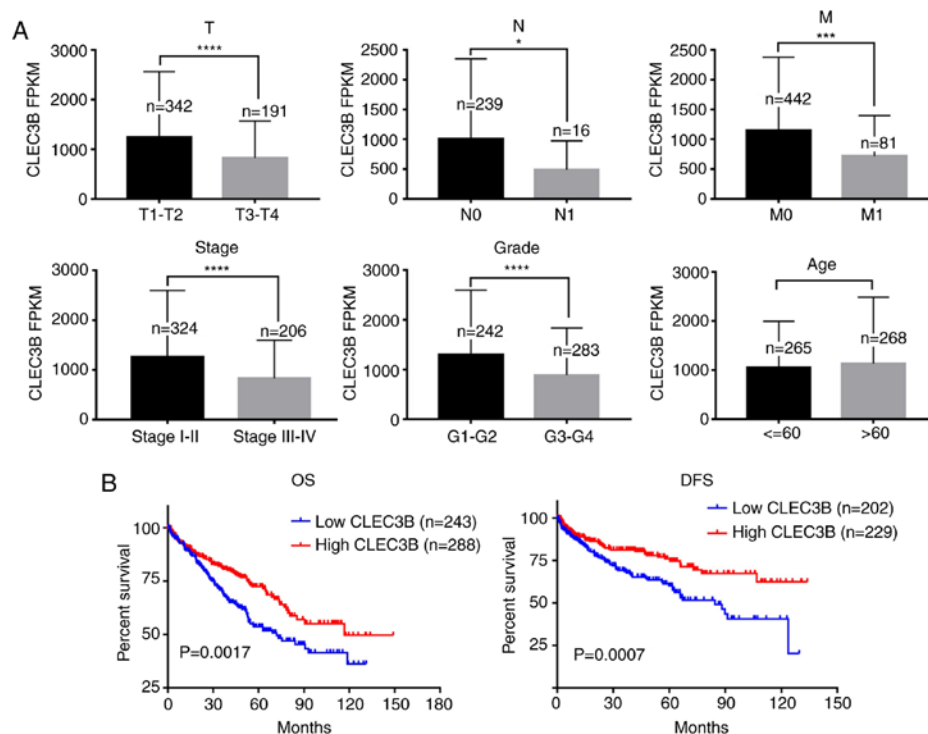 A
T
CLEC3B FPKM
3000
2000
1000
0
****
n=342
n=191
T1-T2
T3-T4
N
CLEC3B FPKM
2500
2000
1500
1000
500
0
*
n=239
n=16
N0
N1
M
CLEC3B FPKM
2500
2000
1500
1000
500
0
***
n=442
n=81
M0
M1
Stage
CLEC3B FPKM
3000
2000
1000
0
****
n=324
n=206
Stage I-II
Stage III-IV
Grade
CLEC3B FPKM
3000
2000
1000
0
****
n=242
n=283
G1-G2
G3-G4
Age
CLEC3B FPKM
3000
2000
1000
0
n=265
n=268
<=60
>60
B
OS
Low CLEC3B (n=243)
High CLEC3B (n=288)
Percent survival
100
75
50
25
P=0.0017
0 30 60 90 120 150 180
Months
DFS
Low CLEC3B (n=202)
High CLEC3B (n=229)
Percent survival
100
75
50
25
P=0.0007
0 30 60 90 120 150
Months